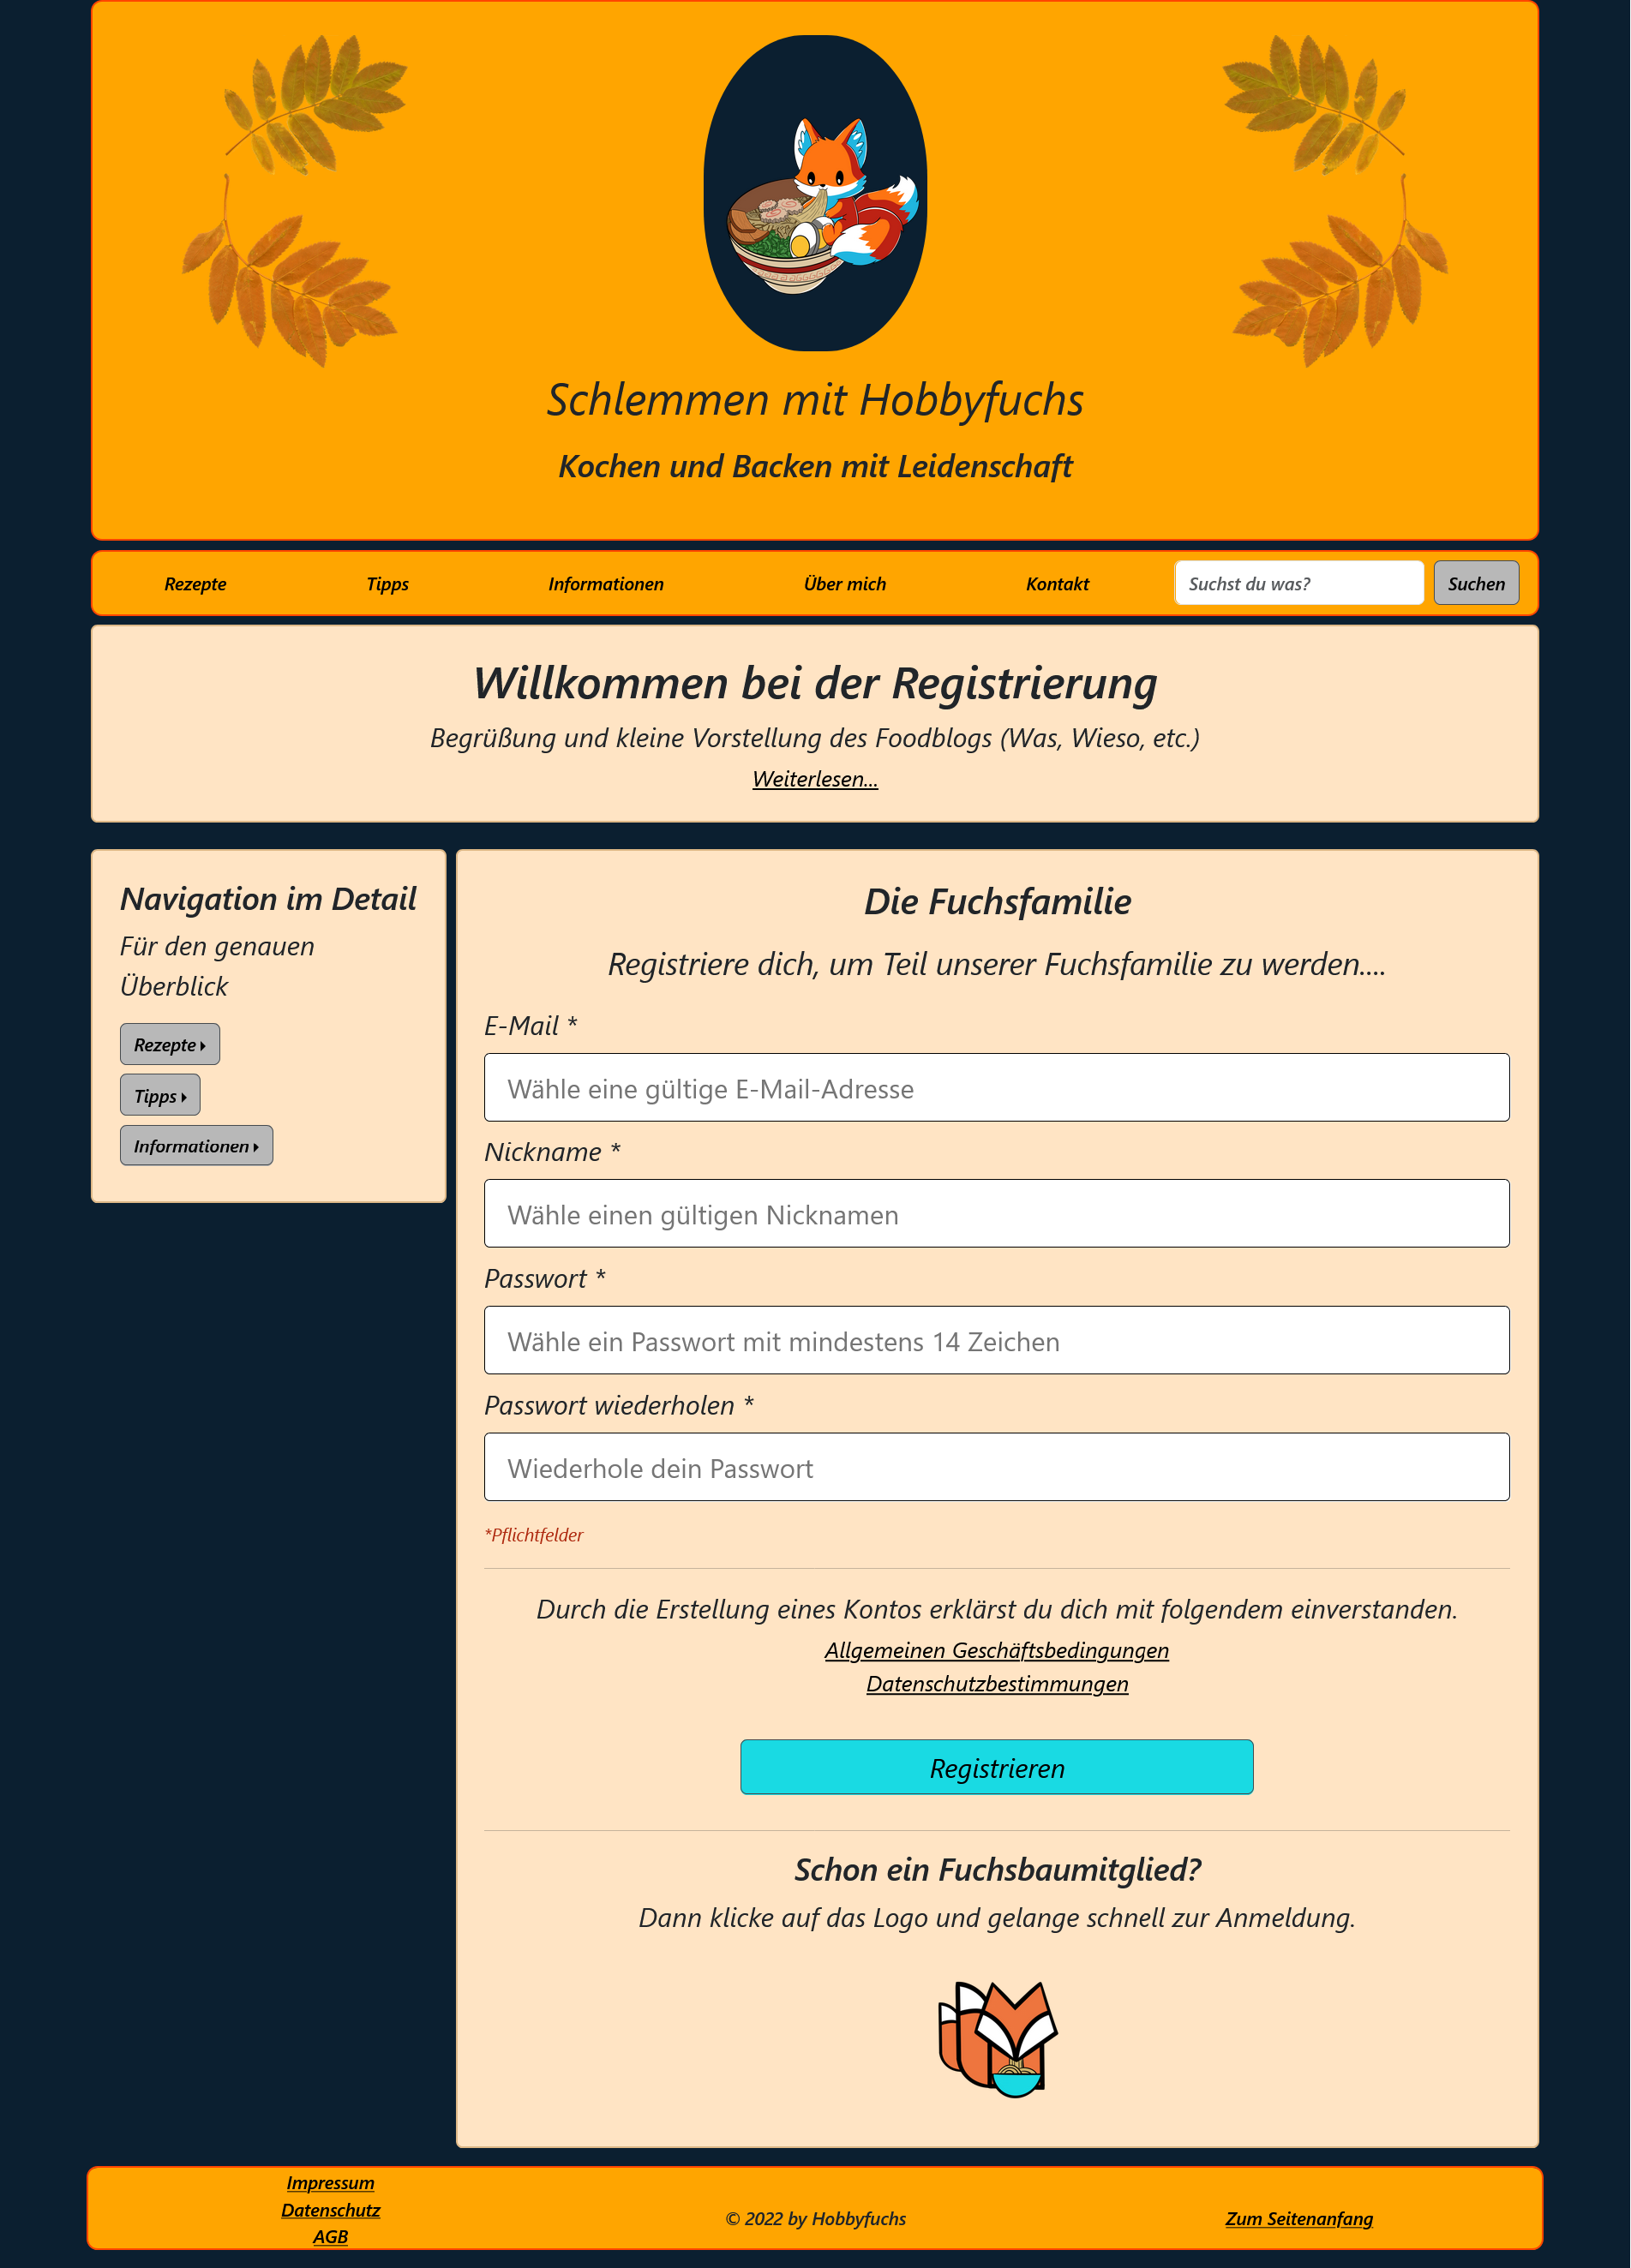 Schlemmen mit Hobbyfuchs
Kochen und Backen mit Leidenschaft
Rezepte Tipps Informationen Über mich Kontakt Suchst du was? Suchen
Willkommen bei der Registrierung
Begrüßung und kleine Vorstellung des Foodblogs (Was, Wieso, etc.)
Weiterlesen...
Navigation im Detail
Für den genauen
Überblick
Rezepte
Tipps
Informationen
Die Fuchsfamilie
Registriere dich, um Teil unserer Fuchsfamilie zu werden....
E-Mail *
Wähle eine gültige E-Mail-Adresse
Nickname *
Wähle einen gültigen Nicknamen
Passwort *
Wähle ein Passwort mit mindestens 14 Zeichen
Passwort wiederholen *
Wiederhole dein Passwort
*Pflichtfelder
Durch die Erstellung eines Kontos erklärst du dich mit folgendem einverstanden.
Allgemeinen Geschäftsbedingungen
Datenschutzbestimmungen
Registrieren
Schon ein Fuchsbaumitglied?
Dann klicke auf das Logo und gelange schnell zur Anmeldung.
Impressum
Datenschutz
AGB
© 2022 by Hobbyfuchs
Zum Seitenanfang